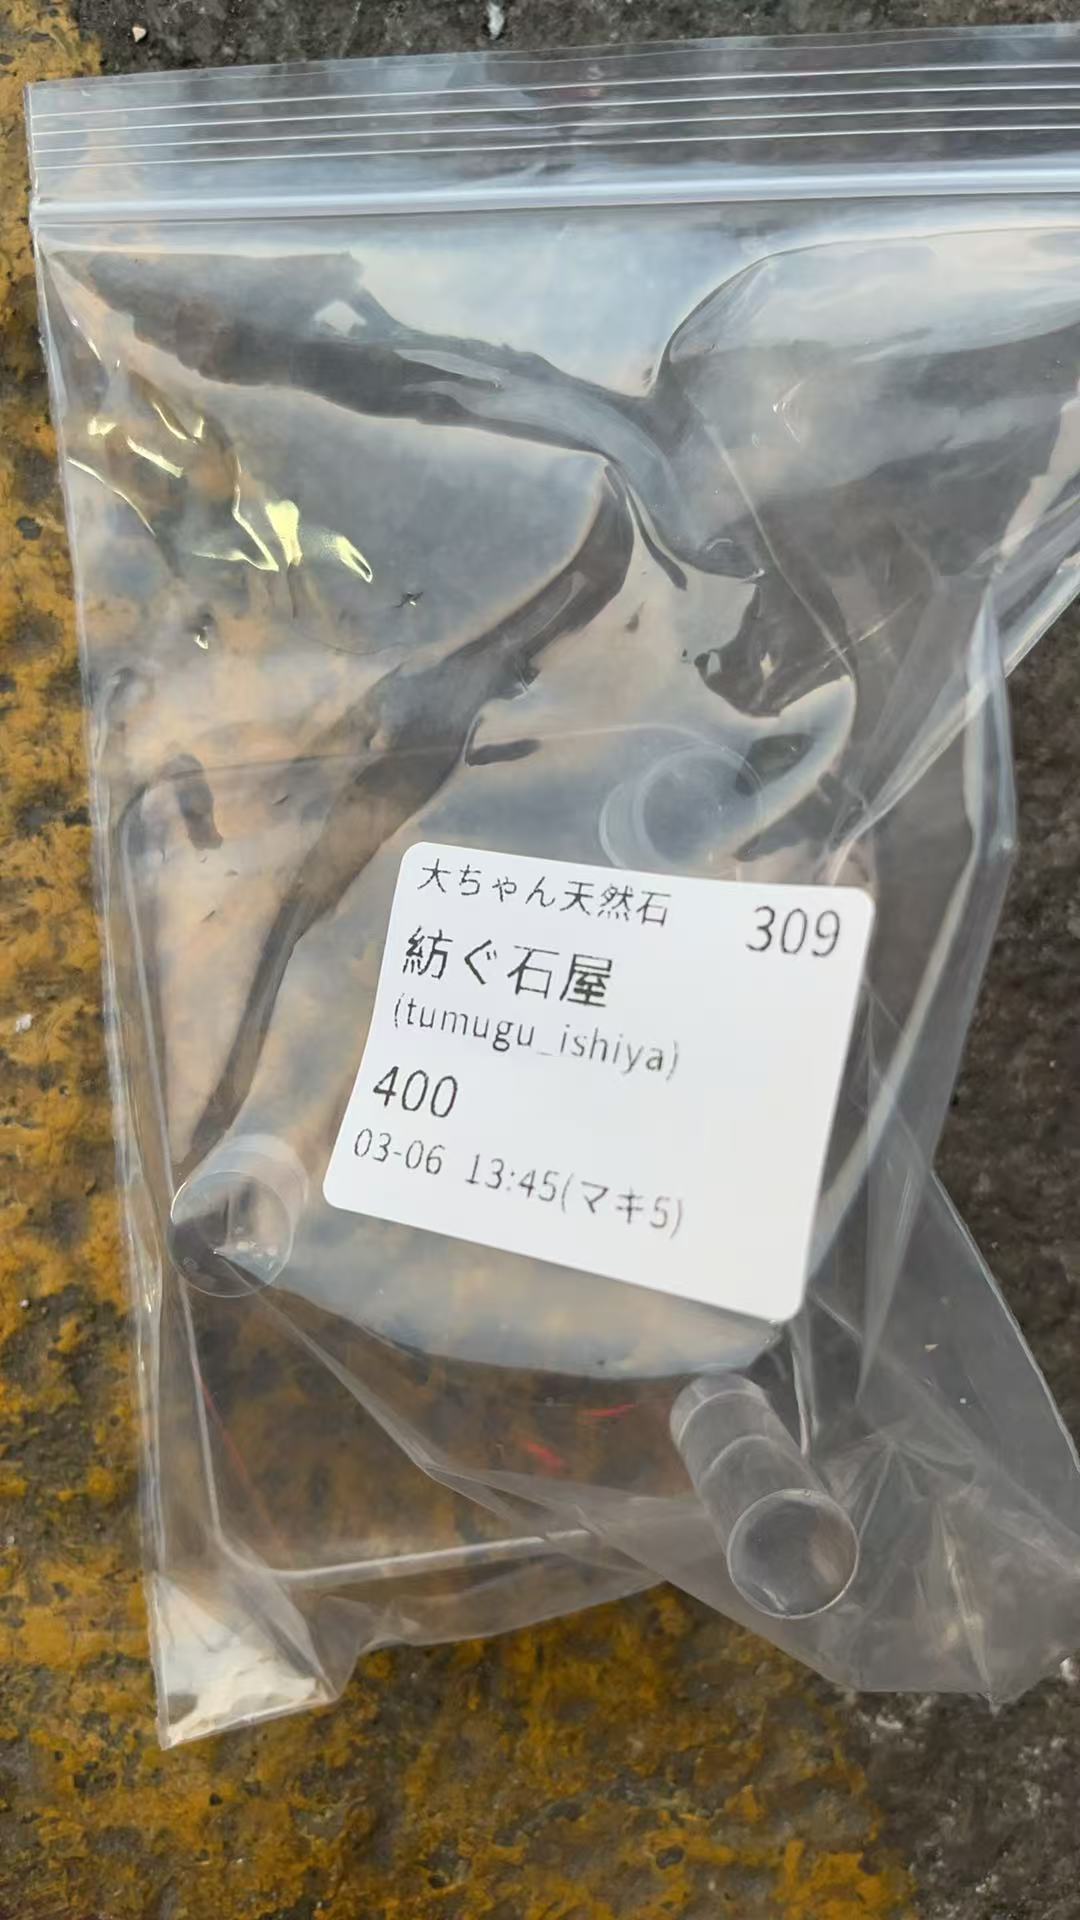 大ちゃん天然石
309
紡ぐ石屋
(tumugu_ishiya)
400
03-06 13:45(マキ5)